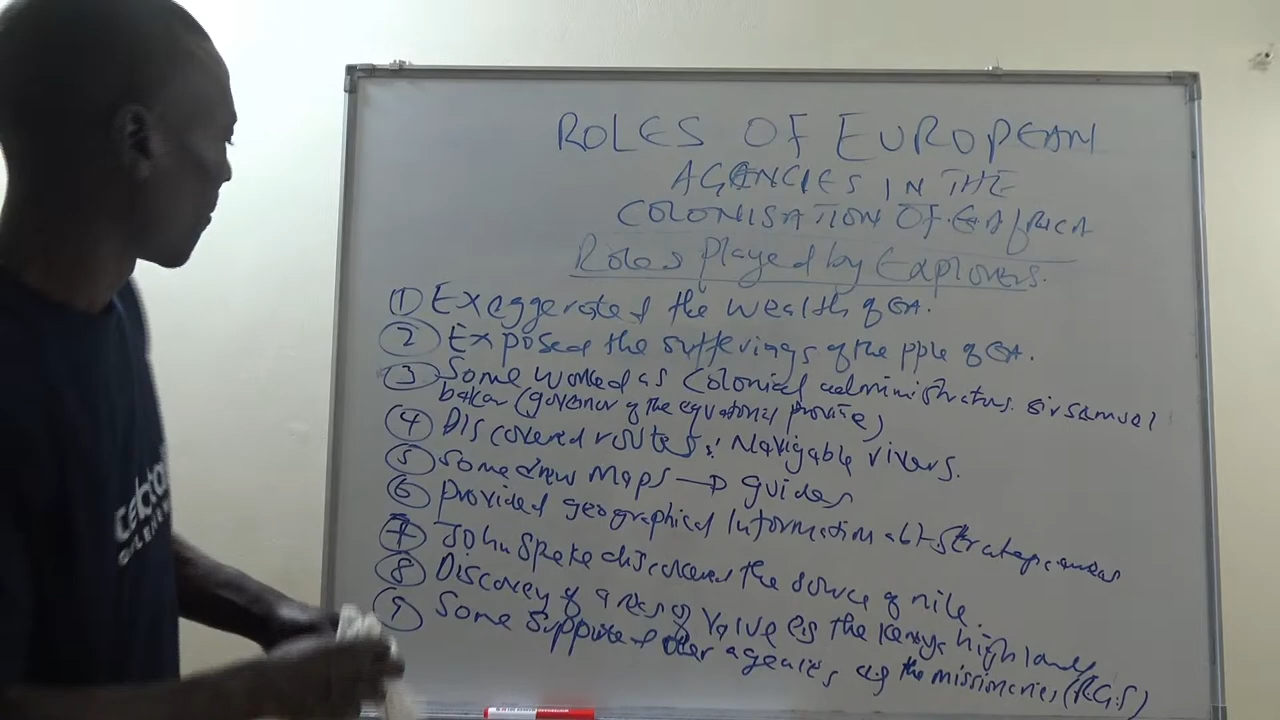 ROLES OF EUROPEAN
AGENCIES IN THE
COLONISATION OF E.AfRICA
Roles played by Explorers.
① Exaggerated the wealth of EA.
② Exposed the sufferings of the pple of EA.
③ Some worked as colonial administrators. sir samuel
baker (governor of the equatorial province)
④ Discovered routes; Navigable rivers.
⑤ Some drew maps → guides
⑥ Provided geographical information abt strategic areas
⑦ John Speke discovered the source of nile.
⑧ Discovery of areas of value eg the Kenya highlands
⑨ Some supported other agencies eg the missionaries (RGS)